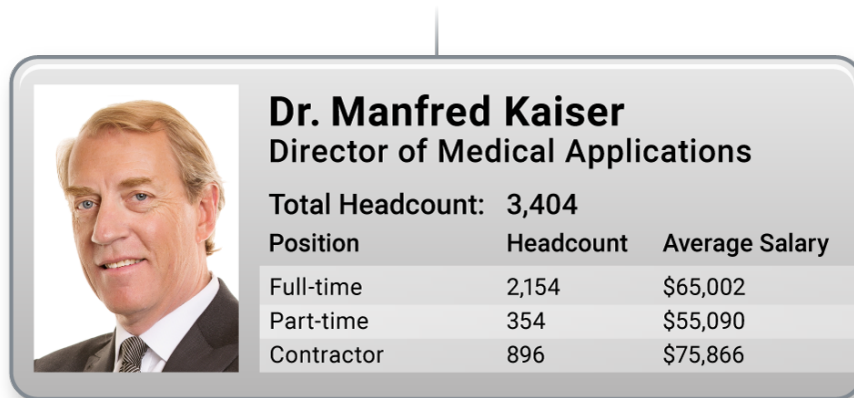 Dr. Manfred Kaiser
Director of Medical Applications
Total Headcount: 3,404
Position Headcount Average Salary
Full-time 2,154 $65,002
Part-time 354 $55,090
Contractor 896 $75,866